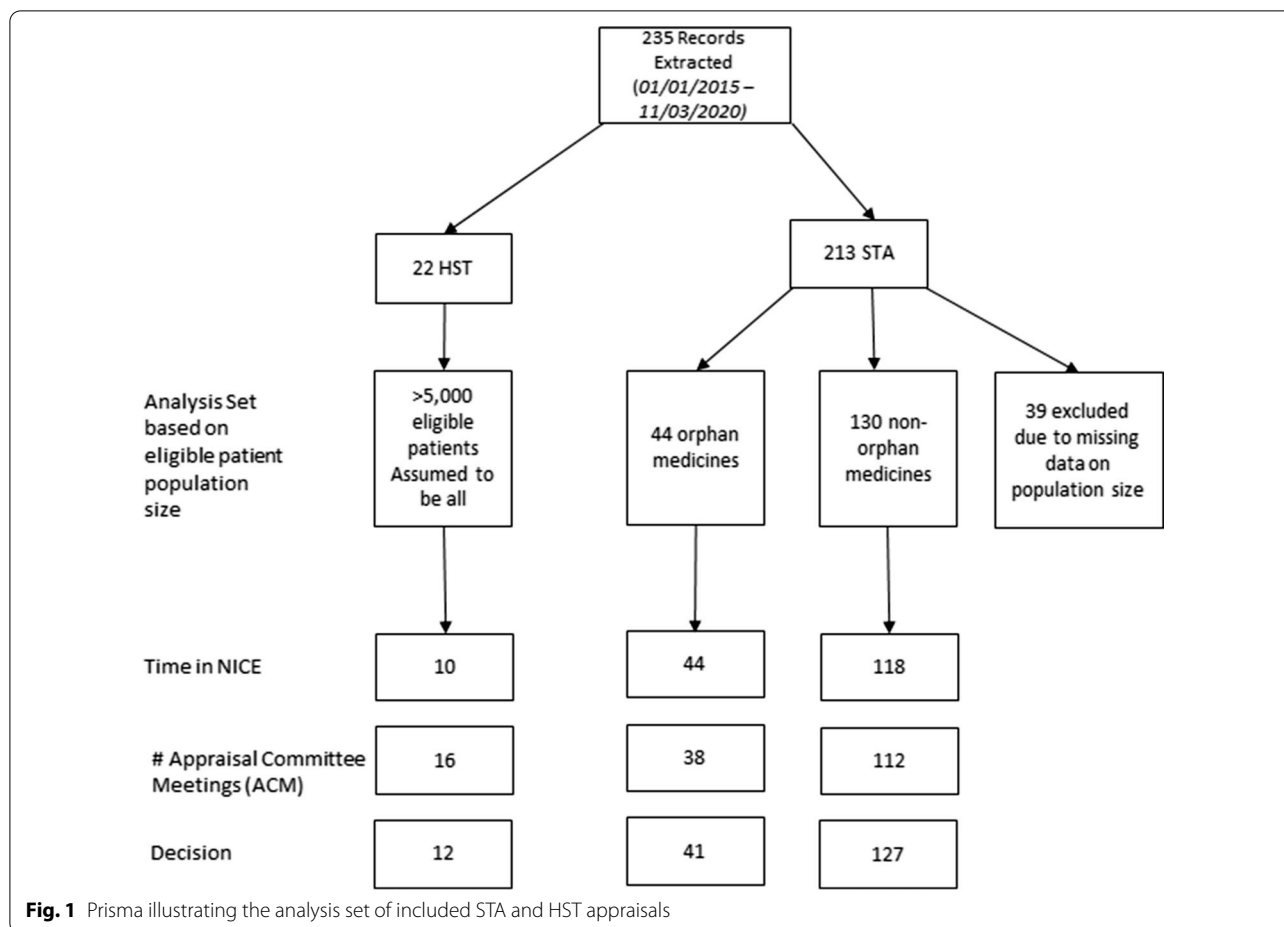 235 Records
Extracted
(01/01/2015 –
11/03/2020)
22 HST
213 STA
Analysis Set
based on
eligible patient
population
size
>5,000
eligible
patients
Assumed to
be all
44 orphan
medicines
130 non-
orphan
medicines
39 excluded
due to missing
data on
population size
Time in NICE
10
44
118
# Appraisal Committee
Meetings (ACM)
16
38
112
Decision
12
41
127
Fig. 1 Prisma illustrating the analysis set of included STA and HST appraisals